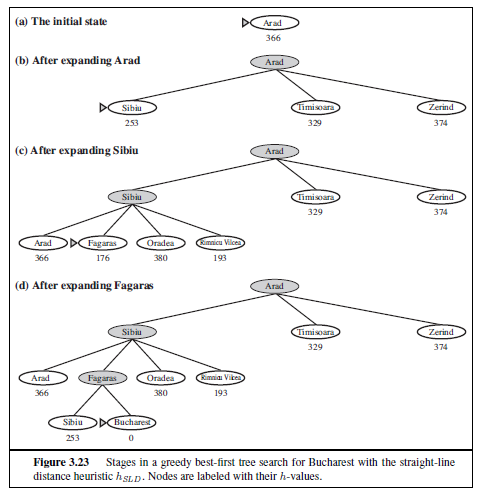 (a) The initial state
Arad
366
(b) After expanding Arad
Arad
Sibiu Timisoara Zerind
253 329 374
(c) After expanding Sibiu
Arad
Sibiu Timisoara Zerind
329 374
Arad Fagaras Oradea Rimnicu Vilcea
366 176 380 193
(d) After expanding Fagaras
Arad
Sibiu Timisoara Zerind
329 374
Arad Fagaras Oradea Rimnicu Vilcea
366 380 193
Sibiu Bucharest
253 0
Figure 3.23 Stages in a greedy best-first tree search for Bucharest with the straight-line
distance heuristic hSLD. Nodes are labeled with their h-values.